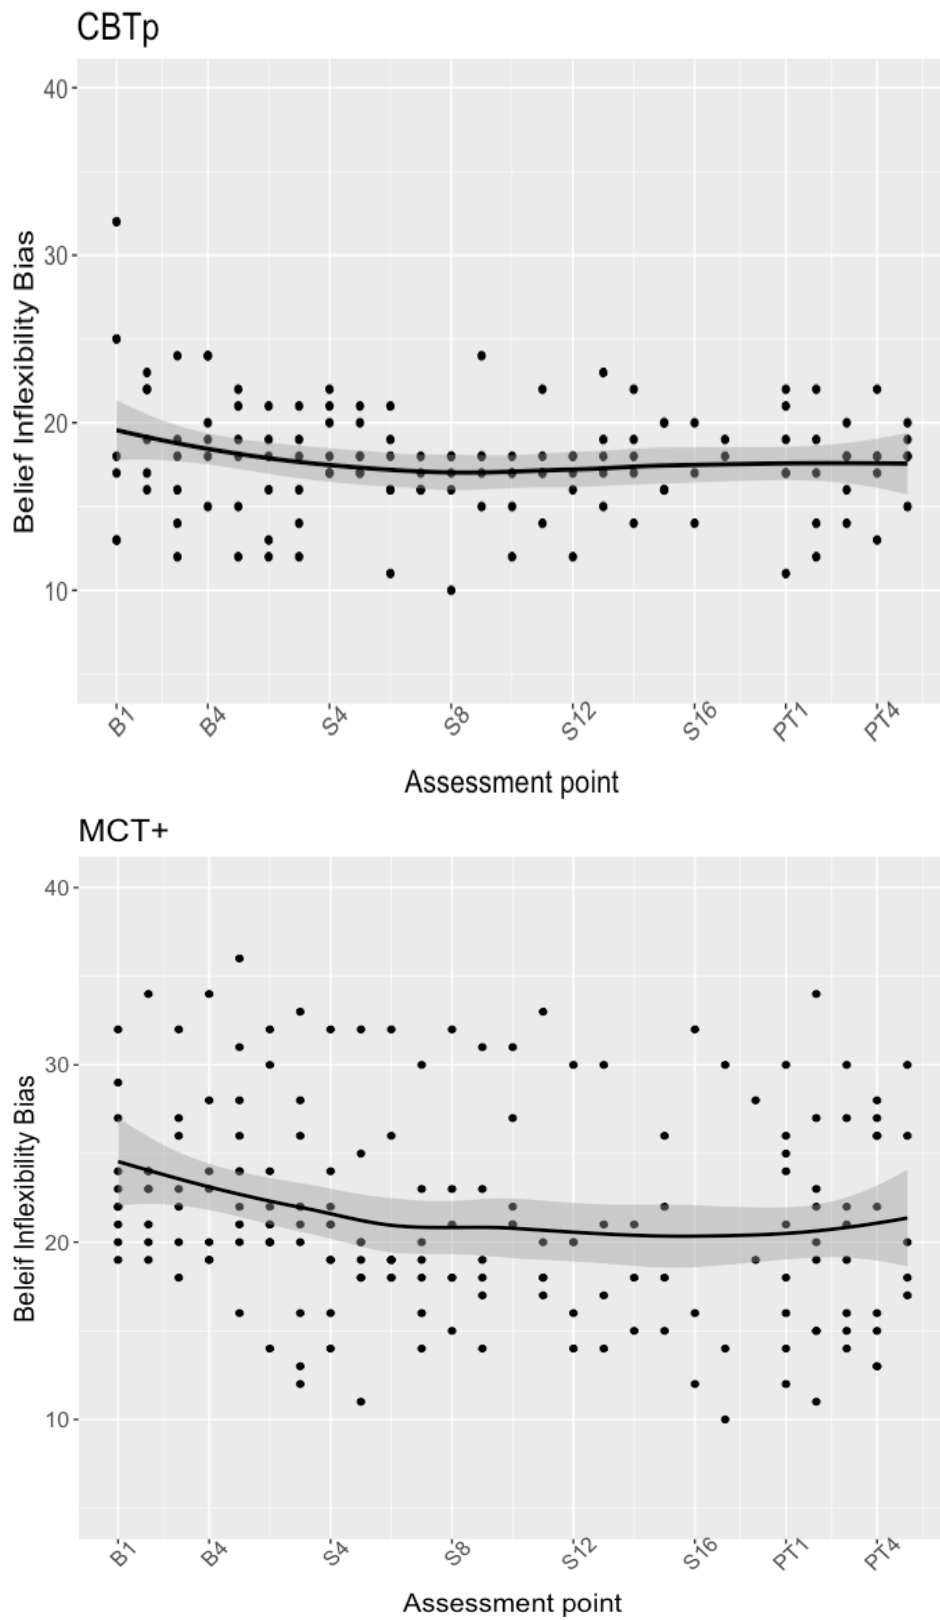 CBTp
40
30
20
10
Belief Inflexibility Bias
B1 B4 S4 S8 S12 S16 PT1 PT4
Assessment point
MCT+
40
30
20
10
Beleif Inflexibility Bias
B1 B4 S4 S8 S12 S16 PT1 PT4
Assessment point